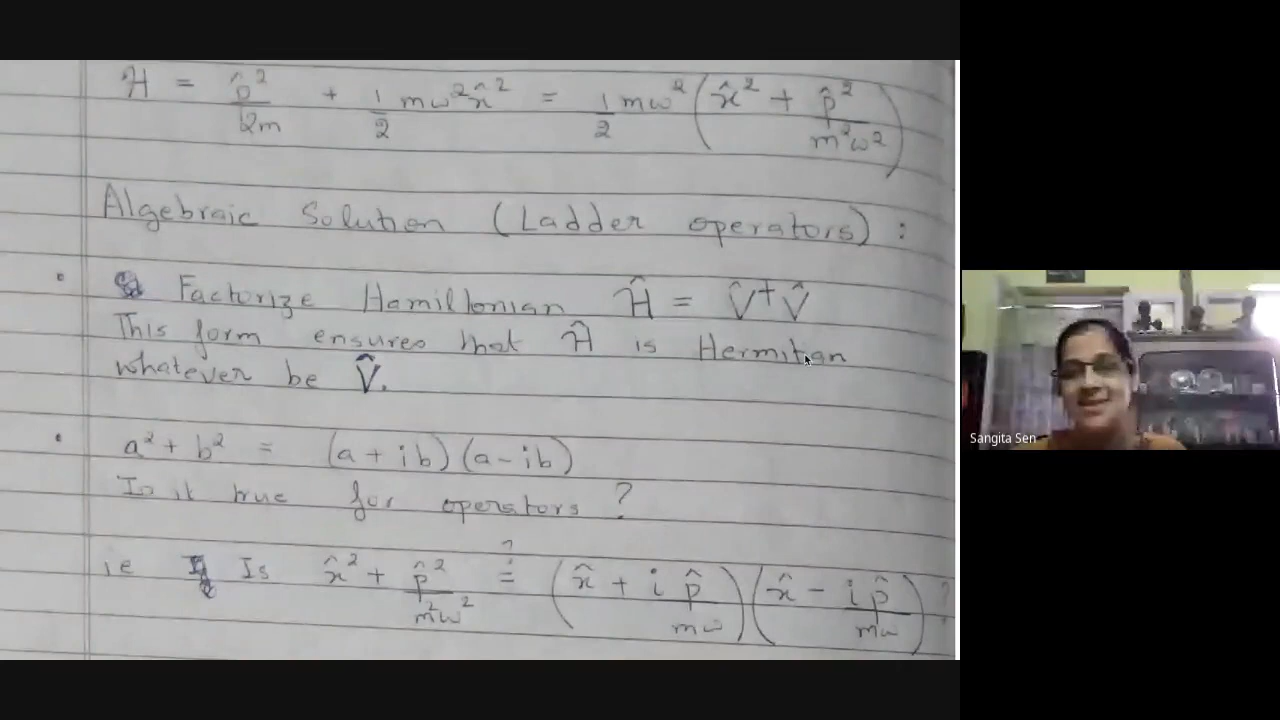 Ĥ = p̂²/2m + 1/2 mω²x̂² = 1/2 mω² (x̂² + p̂²/m²ω²)
Algebraic Solution (Ladder operators) :
• Factorize Hamiltonian Ĥ = V̂†V̂
This form ensures that Ĥ is Hermitian
whatever be V̂.
• a² + b² = (a + ib)(a - ib)
Is it true for operators ?
ie Is x̂² + p̂²/m²ω² ?= (x̂ + i p̂/mω)(x̂ - i p̂/mω) ?
Sangita Sen